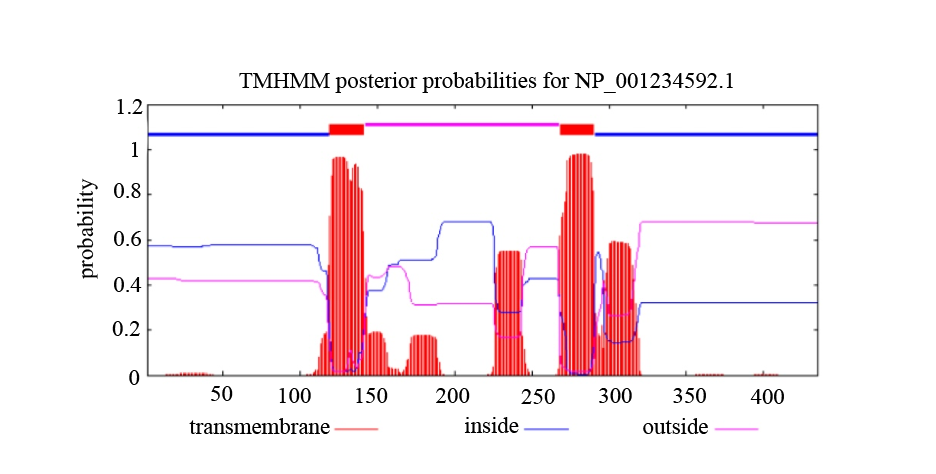 TMHMM posterior probabilities for NP_001234592.1
1.2
1
0.8
0.6
0.4
0.2
0
probability
50 100 150 200 250 300 350 400
transmembrane inside outside